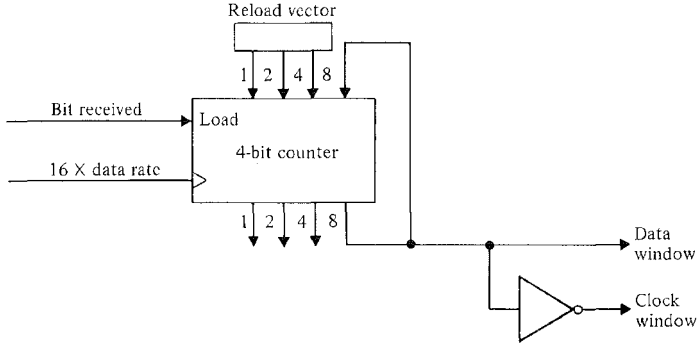 Reload vector
1 2 4 8
Bit received
Load
4-bit counter
16 X data rate
1 2 4 8
Data
window
Clock
window